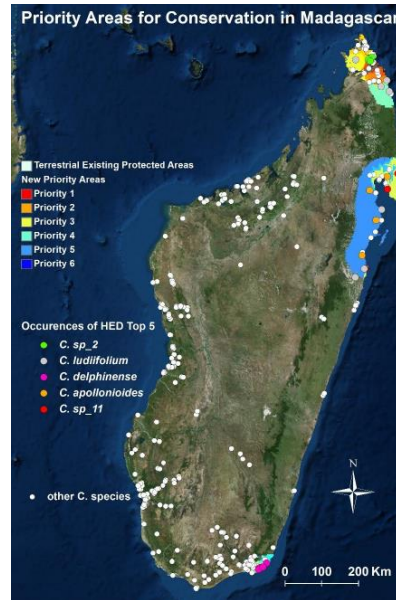 Priority Areas for Conservation in Madagascar
Terrestrial Existing Protected Areas
New Priority Areas
Priority 1
Priority 2
Priority 3
Priority 4
Priority 5
Priority 6
Occurences of HED Top 5
C. sp_2
C. ludiifolium
C. delphinense
C. apollonioides
C. sp_11
other C. species
N
0 100 200 Km